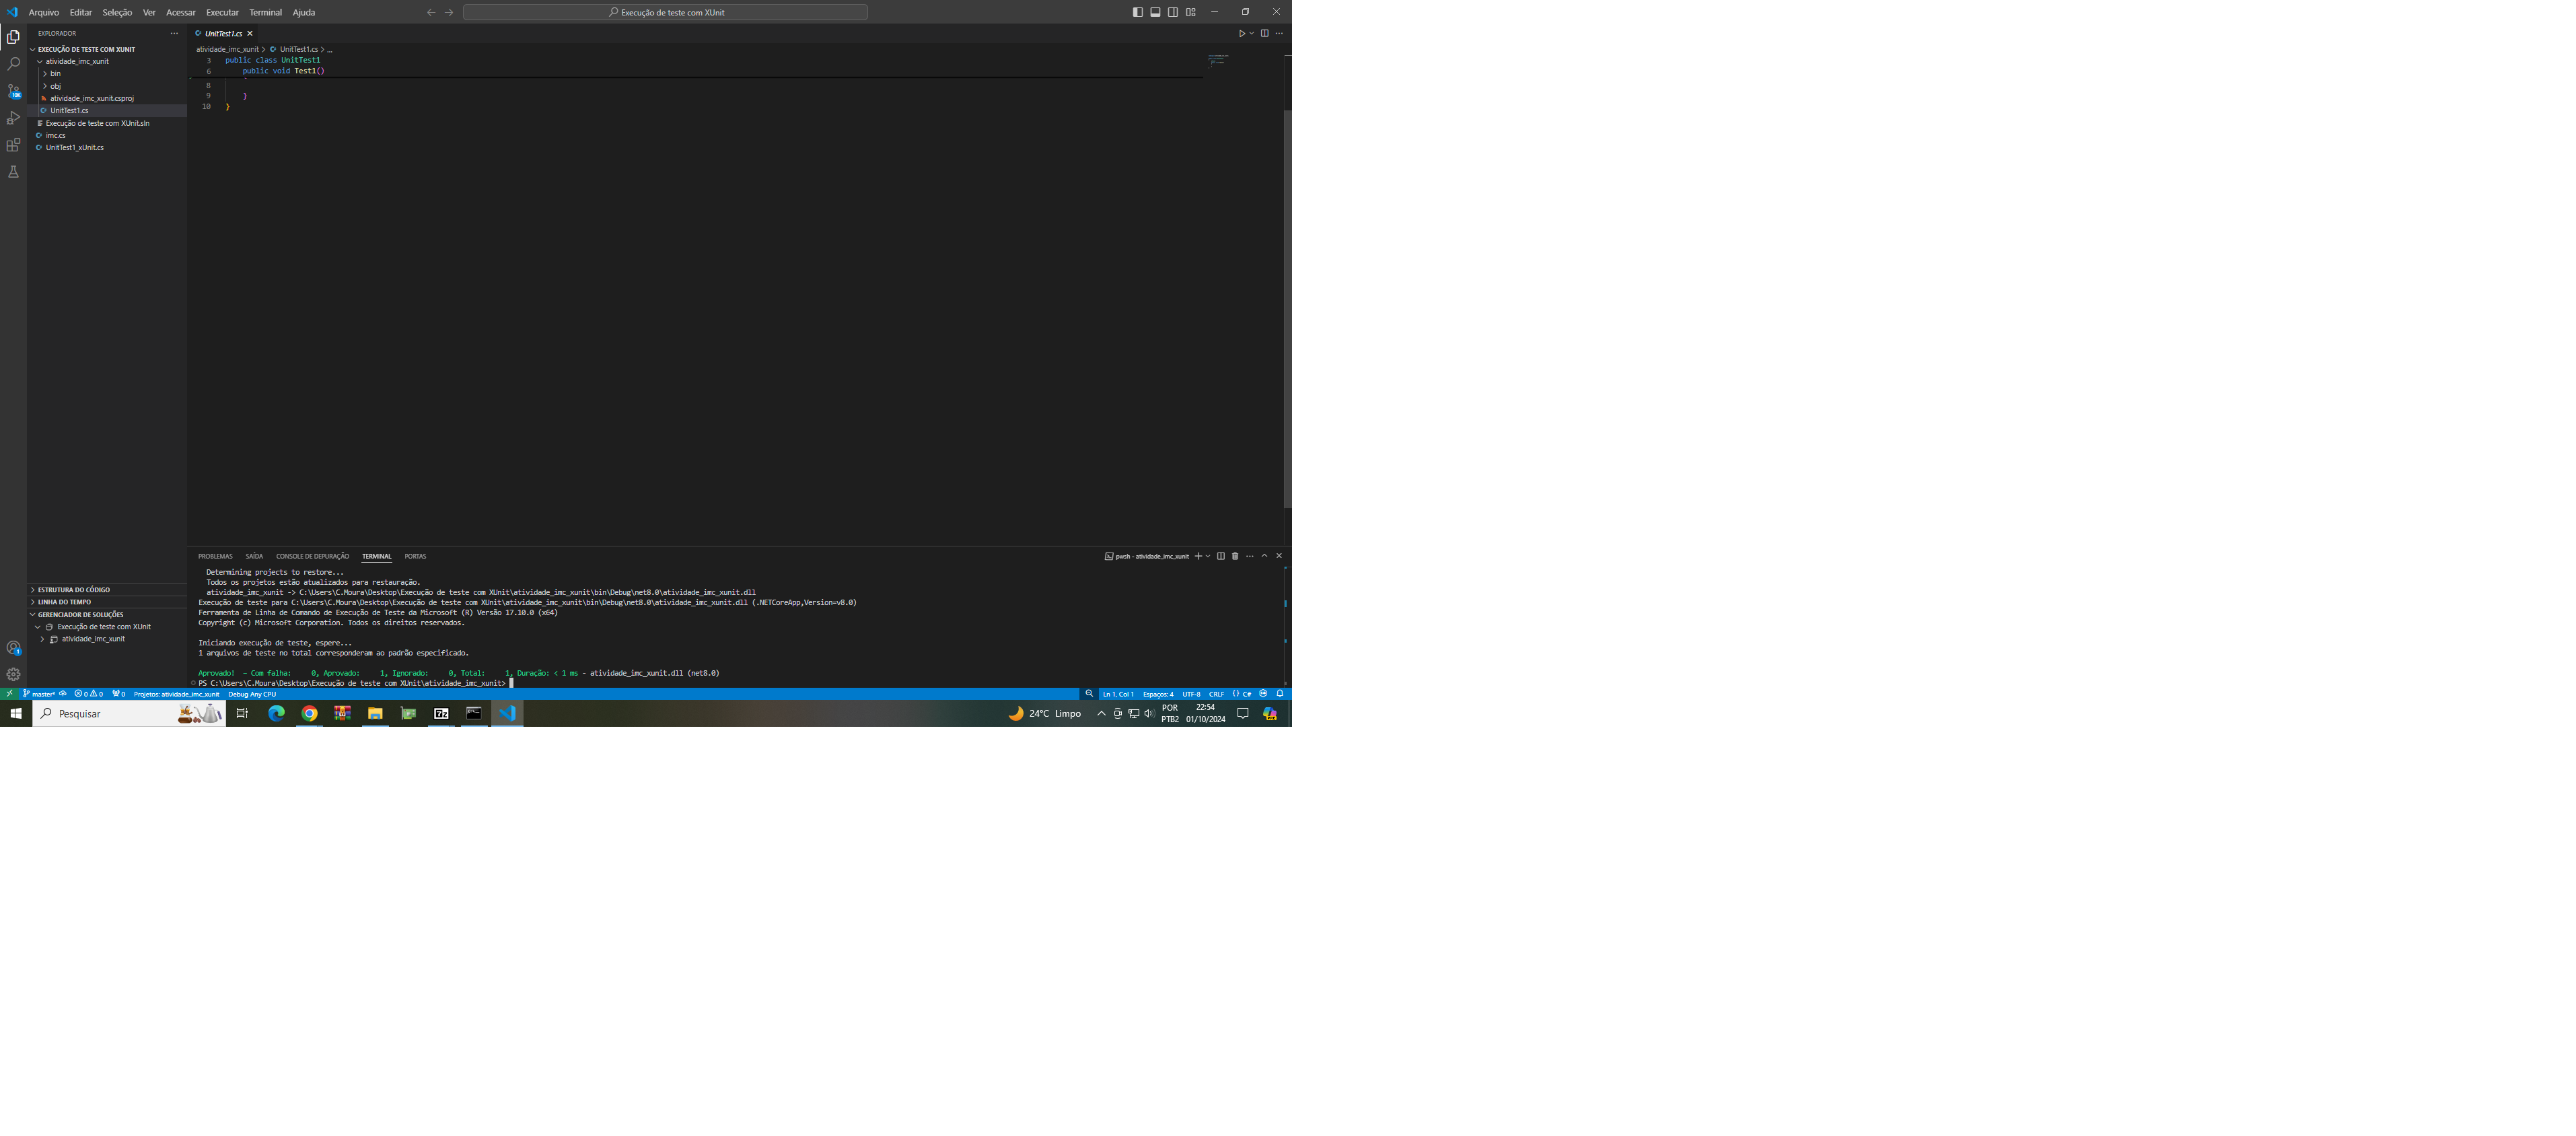 Arquivo Editar Seleção Ver Acessar Executar Terminal Ajuda
Execução de teste com XUnit
EXPLORADOR
EXECUÇÃO DE TESTE COM XUNIT
atividade_imc_xunit
bin
obj
atividade_imc_xunit.csproj
UnitTest1.cs
Execução de teste com XUnit.sln
imc.cs
UnitTest1_xUnit.cs
10K
UnitTest1.cs
atividade_imc_xunit > UnitTest1.cs > ...
3 public class UnitTest1
6 public void Test1()
8
9 }
10 }
PROBLEMAS SAÍDA CONSOLE DE DEPURAÇÃO TERMINAL PORTAS
pwsh - atividade_imc_xunit
Determining projects to restore...
Todos os projetos estão atualizados para restauração.
atividade_imc_xunit -> C:\Users\C.Moura\Desktop\Execução de teste com XUnit\atividade_imc_xunit\bin\Debug\net8.0\atividade_imc_xunit.dll
Execução de teste para C:\Users\C.Moura\Desktop\Execução de teste com XUnit\atividade_imc_xunit\bin\Debug\net8.0\atividade_imc_xunit.dll (.NETCoreApp,Version=v8.0)
Ferramenta de Linha de Comando de Execução de Teste da Microsoft (R) Versão 17.10.0 (x64)
Copyright (c) Microsoft Corporation. Todos os direitos reservados.
Iniciando execução de teste, espere...
1 arquivos de teste no total corresponderam ao padrão especificado.
Aprovado! - Com falha: 0, Aprovado: 1, Ignorado: 0, Total: 1, Duração: < 1 ms - atividade_imc_xunit.dll (net8.0)
PS C:\Users\C.Moura\Desktop\Execução de teste com XUnit\atividade_imc_xunit>
ESTRUTURA DO CÓDIGO
LINHA DO TEMPO
GERENCIADOR DE SOLUÇÕES
Execução de teste com XUnit
atividade_imc_xunit
1
master* 0 0 0 Projetos: atividade_imc_xunit Debug Any CPU
Ln 1, Col 1 Espaços: 4 UTF-8 CRLF {} C#
Pesquisar
24°C Limpo
POR
PTB2
22:54
01/10/2024